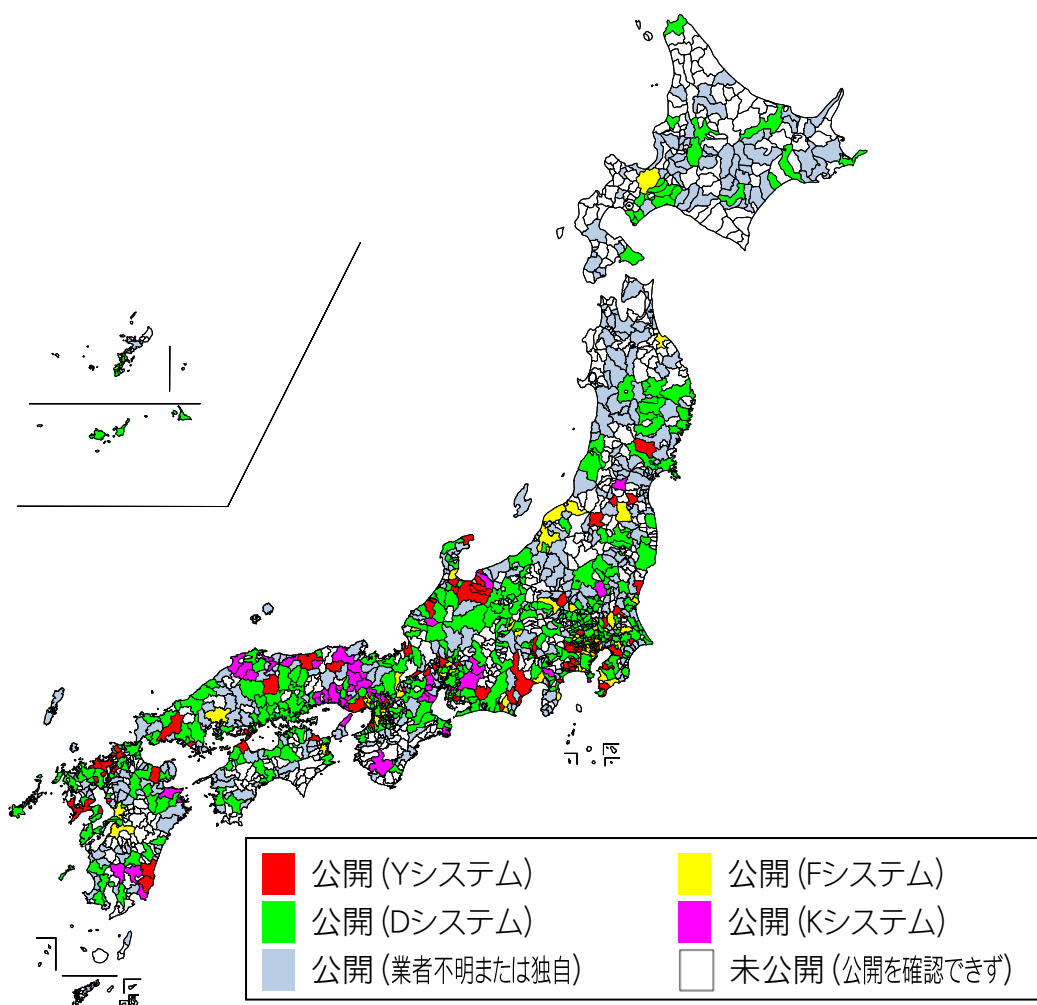 公開 (Yシステム)
公開 (Fシステム)
公開 (Dシステム)
公開 (Kシステム)
公開 (業者不明または独自)
未公開 (公開を確認できず)